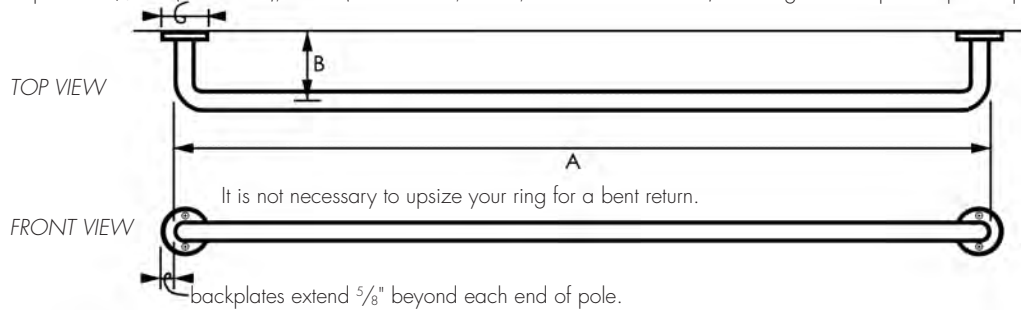 C
B
TOP VIEW
A
It is not necessary to upsize your ring for a bent return.
FRONT VIEW
backplates extend 5/8" beyond each end of pole.